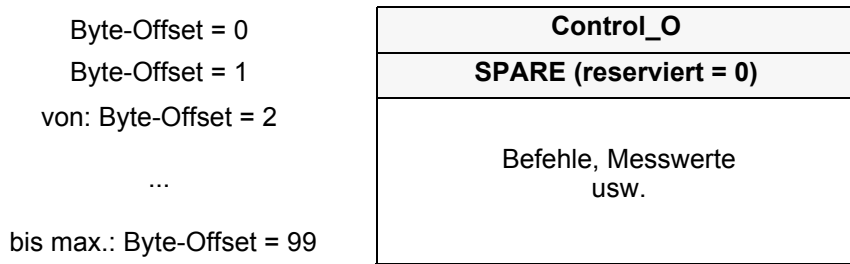 Byte-Offset = 0
Control_O
Byte-Offset = 1
SPARE (reserviert = 0)
von: Byte-Offset = 2
Befehle, Messwerte
usw.
...
bis max.: Byte-Offset = 99